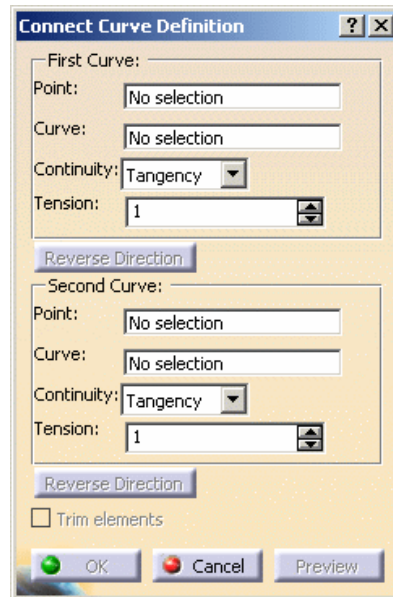 Connect Curve Definition ? X
First Curve:
Point: No selection
Curve: No selection
Continuity: Tangency
Tension: 1
Reverse Direction
Second Curve:
Point: No selection
Curve: No selection
Continuity: Tangency
Tension: 1
Reverse Direction
Trim elements
OK Cancel Preview